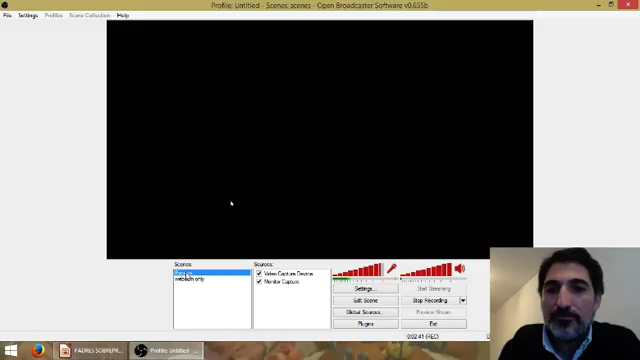 Profile: Untitled - Scenes: scenes - Open Broadcaster Software v0.655b
File Settings Profiles Scene Collection Help
Scenes:
webcam only
Sources:
Video Capture Device
Monitor Capture
Settings...
Start Streaming
Edit Scene
Stop Recording
Global Sources...
Preview Stream
Plugins
Exit
0:02:41 (REC)
PADRES SOBREPR...
Profile: Untitled - ...